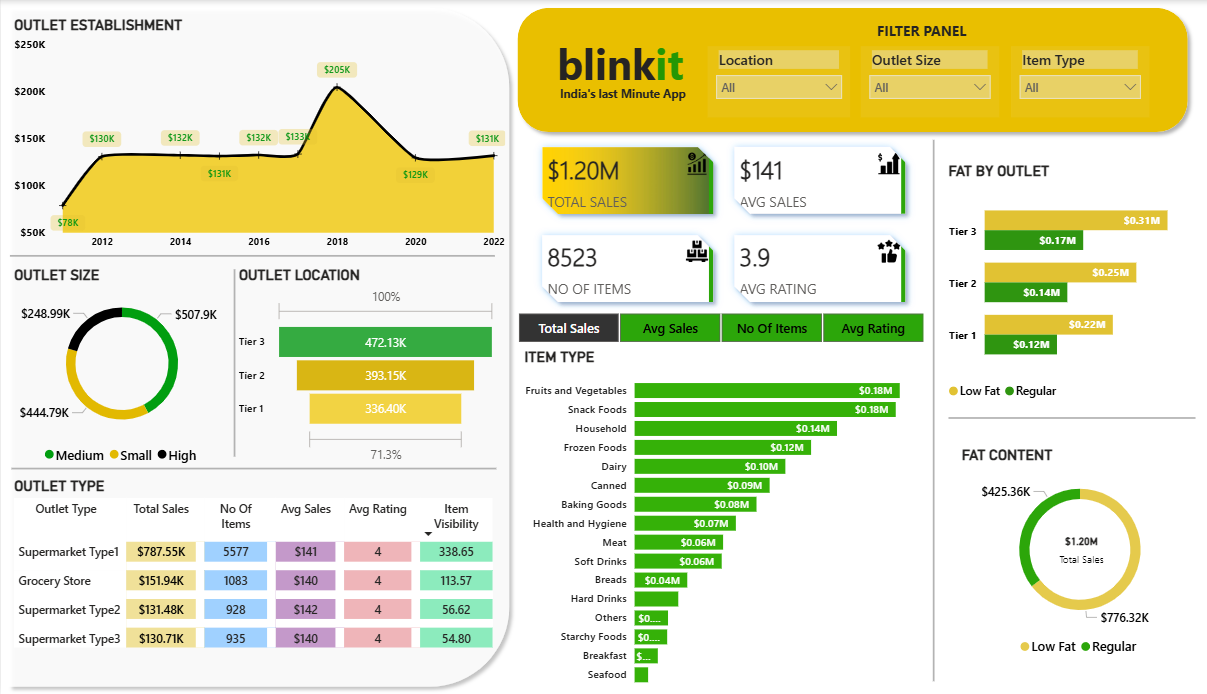 OUTLET ESTABLISHMENT
$250K
$200K
$150K
$100K
$50K
$78K
$130K
$132K
$131K
$132K
$133K
$205K
$129K
$131K
2012 2014 2016 2018 2020 2022
OUTLET SIZE
$248.99K
$507.9K
$444.79K
Medium Small High
OUTLET LOCATION
100%
Tier 3 472.13K
Tier 2 393.15K
Tier 1 336.40K
71.3%
OUTLET TYPE
Outlet Type Total Sales No Of Items Avg Sales Avg Rating Item Visibility
Supermarket Type1 $787.55K 5577 $141 4 338.65
Grocery Store $151.94K 1083 $140 4 113.57
Supermarket Type2 $131.48K 928 $142 4 56.62
Supermarket Type3 $130.71K 935 $140 4 54.80
blinkit
India's last Minute App
FILTER PANEL
Location Outlet Size Item Type
All All All
$1.20M
TOTAL SALES
$141
AVG SALES
8523
NO OF ITEMS
3.9
AVG RATING
Total Sales Avg Sales No Of Items Avg Rating
ITEM TYPE
Fruits and Vegetables $0.18M
Snack Foods $0.18M
Household $0.14M
Frozen Foods $0.12M
Dairy $0.10M
Canned $0.09M
Baking Goods $0.08M
Health and Hygiene $0.07M
Meat $0.06M
Soft Drinks $0.06M
Breads $0.04M
Hard Drinks
Others $0....
Starchy Foods $0...
Breakfast $...
Seafood
FAT BY OUTLET
Tier 3 $0.31M
$0.17M
Tier 2 $0.25M
$0.14M
Tier 1 $0.22M
$0.12M
Low Fat Regular
FAT CONTENT
$425.36K
$1.20M
Total Sales
$776.32K
Low Fat Regular